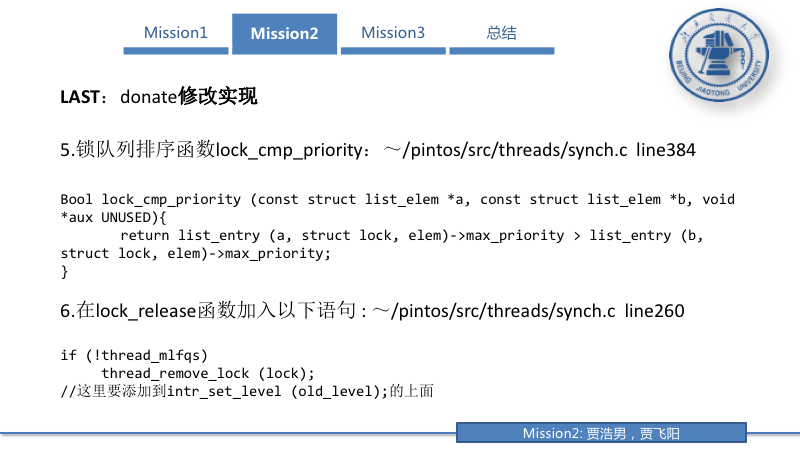 Mission1 Mission2 Mission3 总结
北京交通大学
BEIJING JIAOTONG UNIVERSITY
LAST：donate修改实现
5.锁队列排序函数lock_cmp_priority：～/pintos/src/threads/synch.c line384
Bool lock_cmp_priority (const struct list_elem *a, const struct list_elem *b, void
*aux UNUSED){
return list_entry (a, struct lock, elem)->max_priority > list_entry (b,
struct lock, elem)->max_priority;
}
6.在lock_release函数加入以下语句：～/pintos/src/threads/synch.c line260
if (!thread_mlfqs)
thread_remove_lock (lock);
//这里要添加到intr_set_level (old_level);的上面
Mission2: 贾浩男，贾飞阳